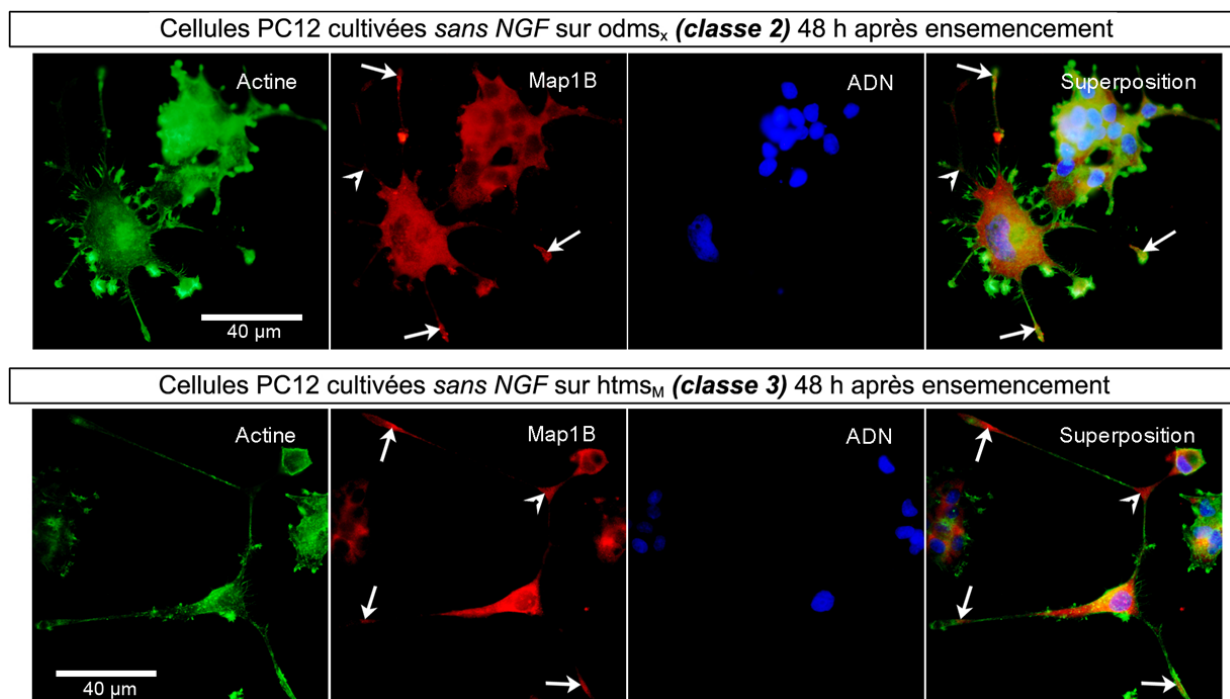 Cellules PC12 cultivées sans NGF sur odmsₓ (classe 2) 48 h après ensemencement
Actine
Map1B
ADN
Superposition
40 µm
Cellules PC12 cultivées sans NGF sur htms_M (classe 3) 48 h après ensemencement
Actine
Map1B
ADN
Superposition
40 µm